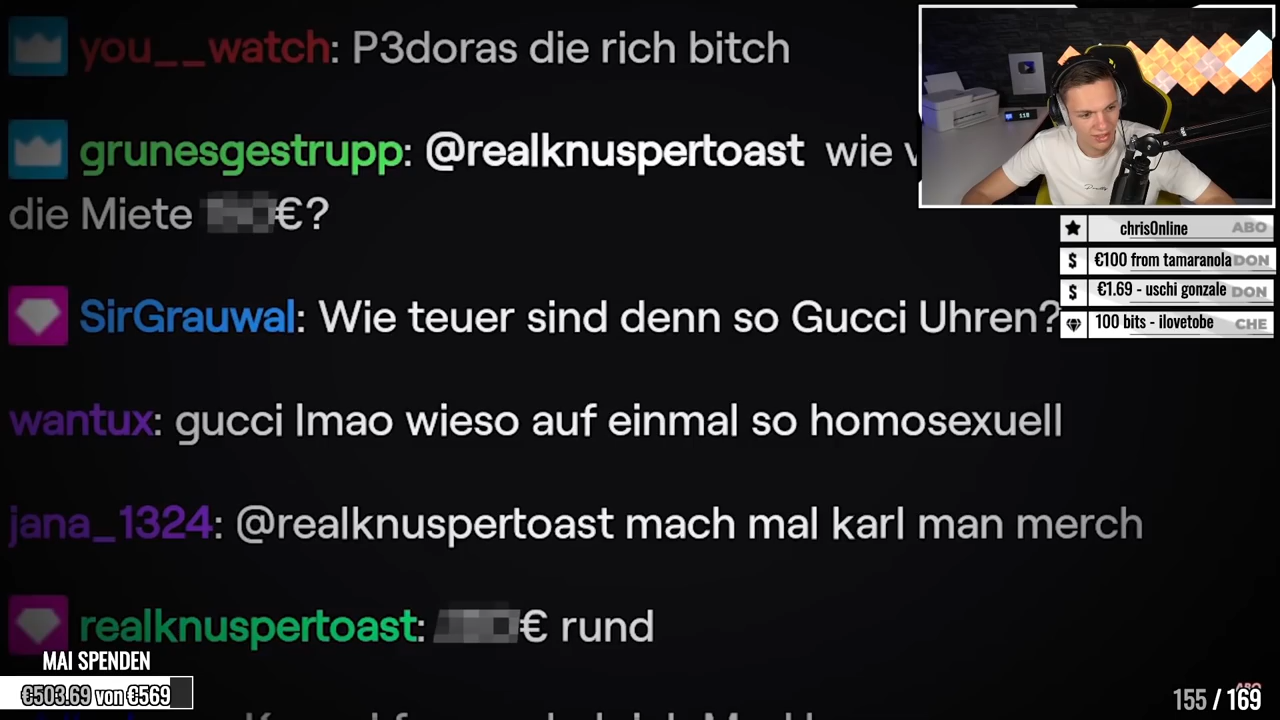 you__watch: P3doras die rich bitch
grunesgestrupp: @realknuspertoast wie
die Miete €?
SirGrauwal: Wie teuer sind denn so Gucci Uhren?
wantux: gucci lmao wieso auf einmal so homosexuell
jana_1324: @realknuspertoast mach mal karl man merch
realknuspertoast: € rund
chris0nline ABO
€100 from tamaranola DON
€1.69 - uschi gonzale DON
100 bits - ilovetobe CHE
MAI SPENDEN
€503.69 von €569
155 / 169